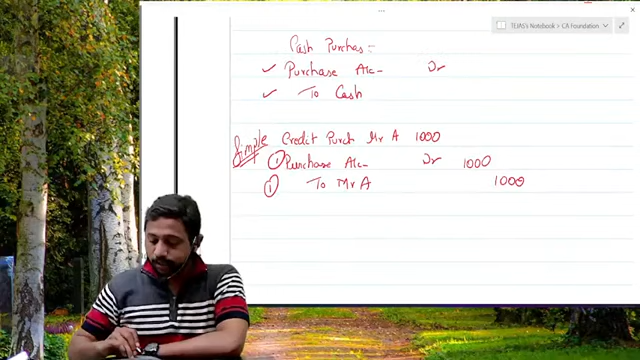 TEJAS's Notebook > CA Foundation
Cash Purchas :-
✓ Purchase A/c- Dr
✓ To Cash
Simple Credit Purch Mr A 1000
① Purchase A/c- Dr 1000
① To Mr A 1000